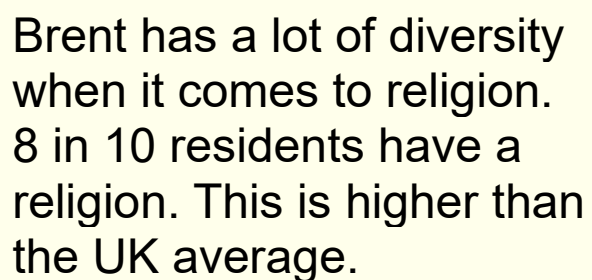 Brent has a lot of diversity
when it comes to religion.
8 in 10 residents have a
religion. This is higher than
the UK average.